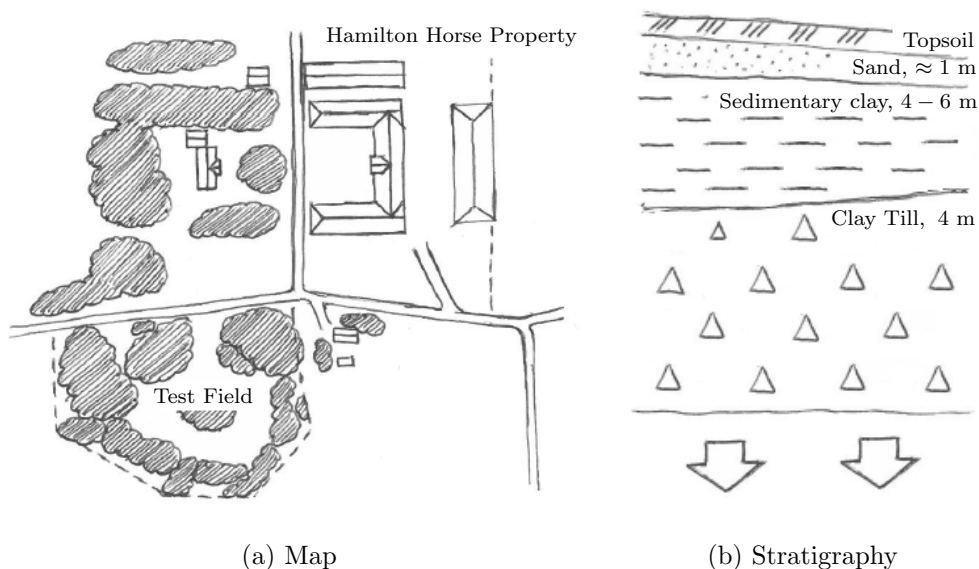 Hamilton Horse Property
Test Field
(a) Map
Topsoil
Sand, ≈ 1 m
Sedimentary clay, 4 − 6 m
Clay Till, 4 m
(b) Stratigraphy